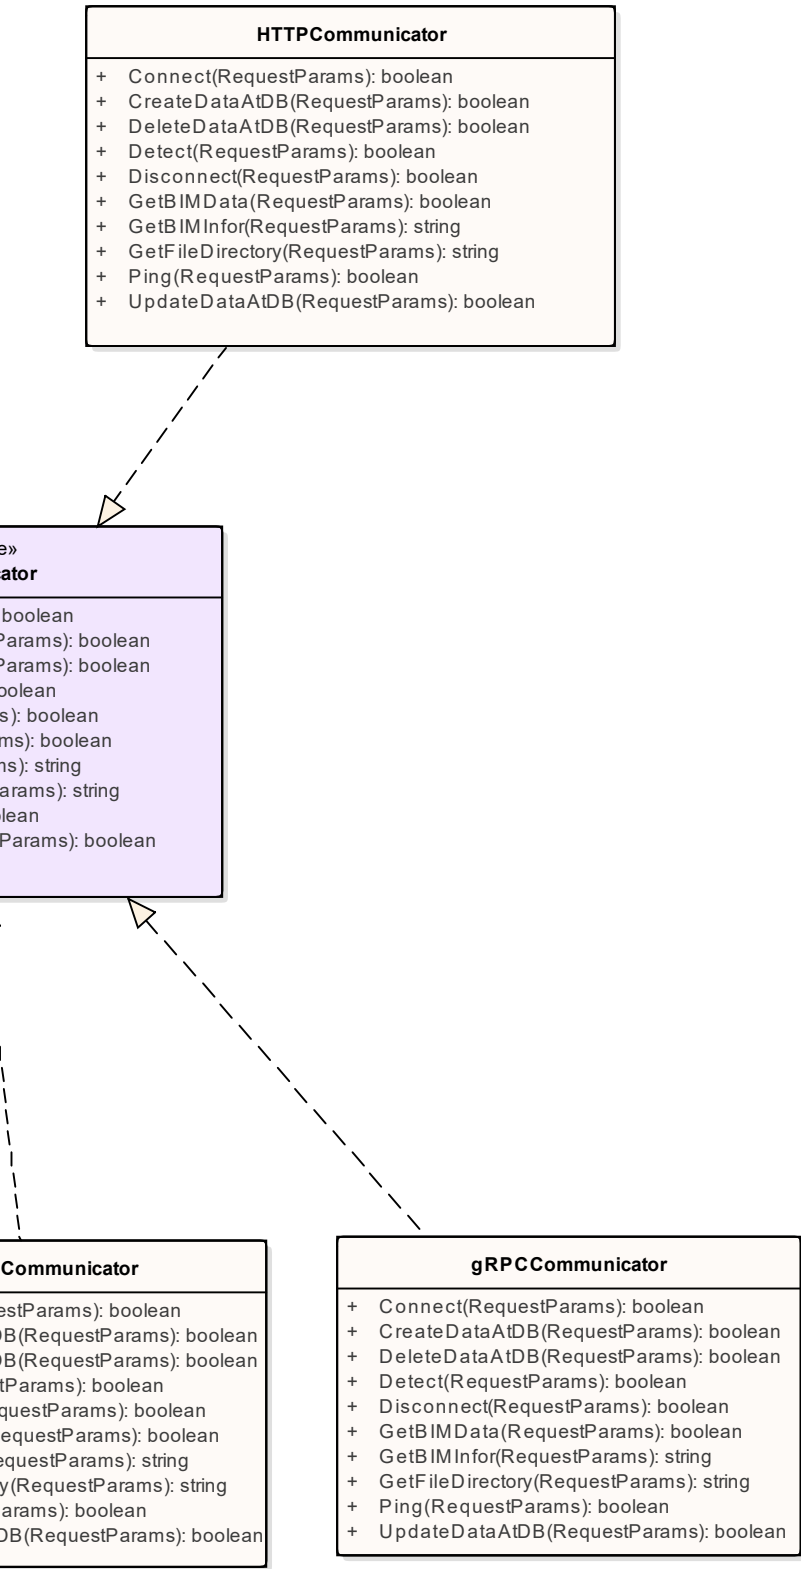 HTTPCommunicator
+ Connect(RequestParams): boolean
+ CreateDataAtDB(RequestParams): boolean
+ DeleteDataAtDB(RequestParams): boolean
+ Detect(RequestParams): boolean
+ Disconnect(RequestParams): boolean
+ GetBIMData(RequestParams): boolean
+ GetBIMInfor(RequestParams): string
+ GetFileDirectory(RequestParams): string
+ Ping(RequestParams): boolean
+ UpdateDataAtDB(RequestParams): boolean
e»
ator
boolean
Params): boolean
Params): boolean
oolean
s): boolean
ms): boolean
ms): string
arams): string
lean
Params): boolean
Communicator
estParams): boolean
DB(RequestParams): boolean
DB(RequestParams): boolean
tParams): boolean
questParams): boolean
equestParams): boolean
equestParams): string
y(RequestParams): string
arams): boolean
DB(RequestParams): boolean
gRPCCommunicator
+ Connect(RequestParams): boolean
+ CreateDataAtDB(RequestParams): boolean
+ DeleteDataAtDB(RequestParams): boolean
+ Detect(RequestParams): boolean
+ Disconnect(RequestParams): boolean
+ GetBIMData(RequestParams): boolean
+ GetBIMInfor(RequestParams): string
+ GetFileDirectory(RequestParams): string
+ Ping(RequestParams): boolean
+ UpdateDataAtDB(RequestParams): boolean